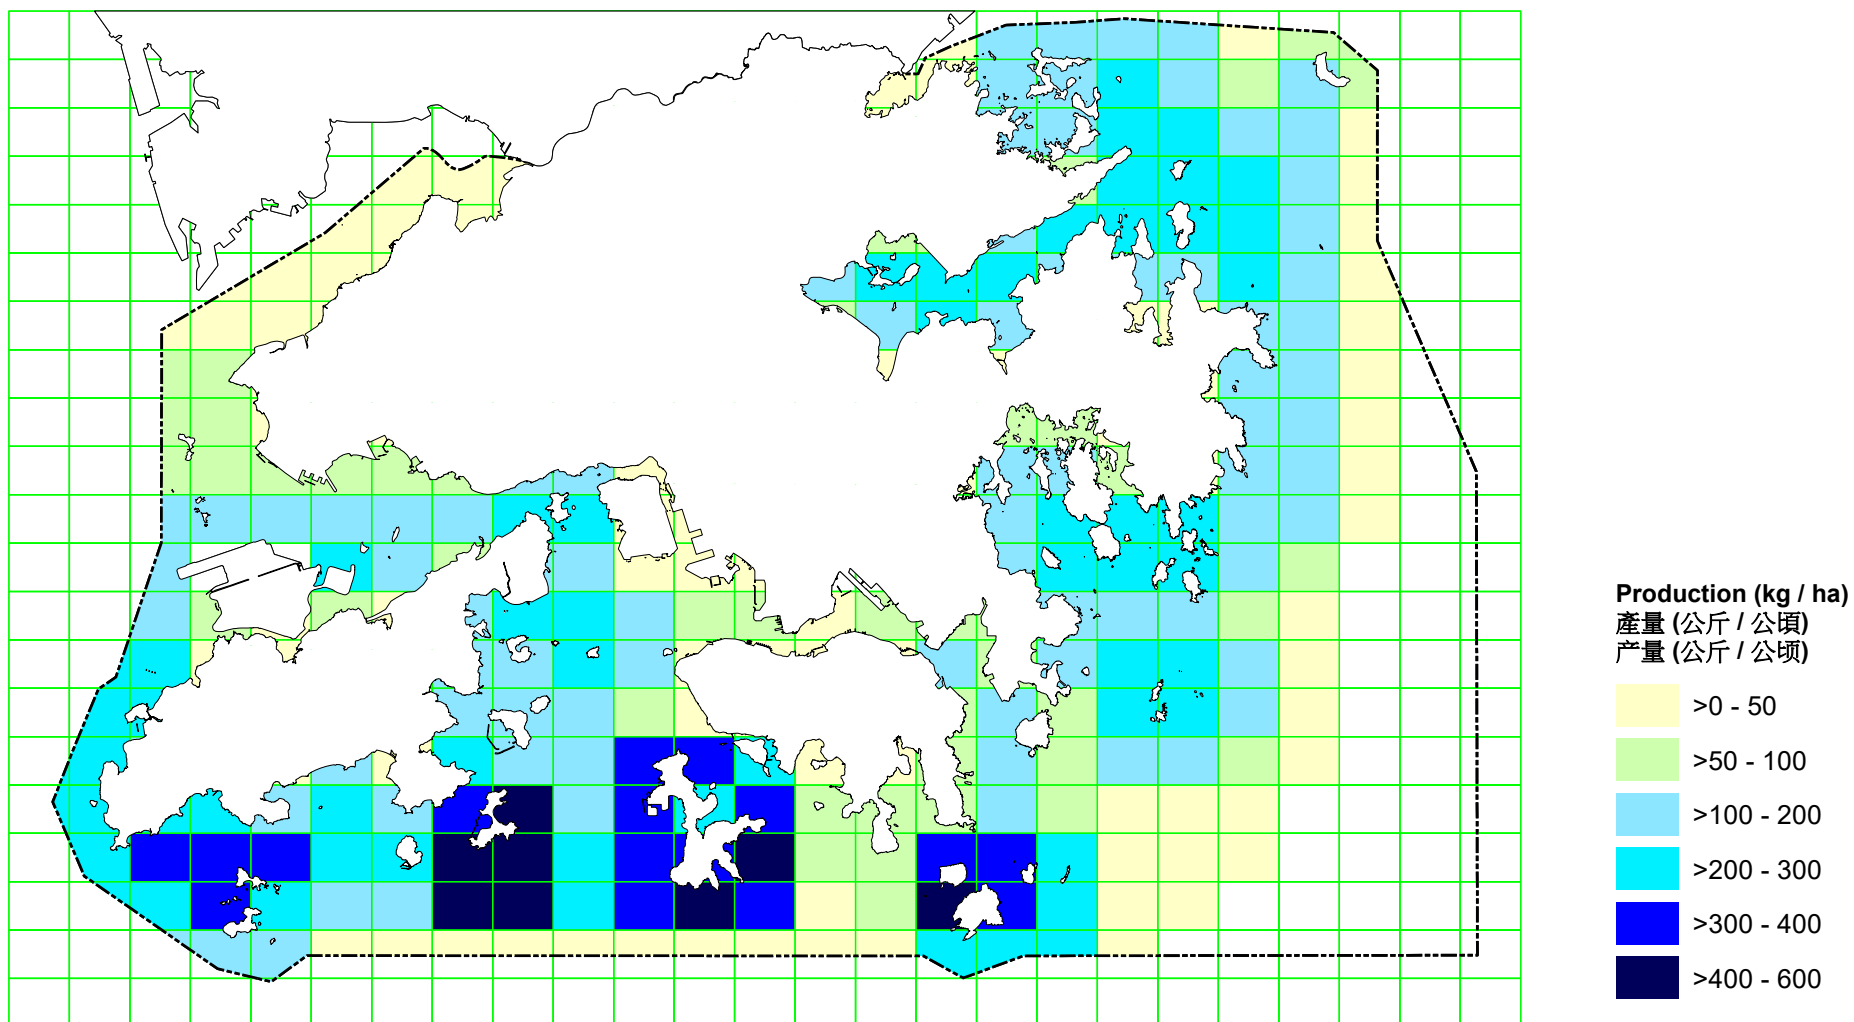 Production (kg / ha)
產量 (公斤 / 公頃)
产量 (公斤 / 公顷)
>0 - 50
>50 - 100
>100 - 200
>200 - 300
>300 - 400
>400 - 600